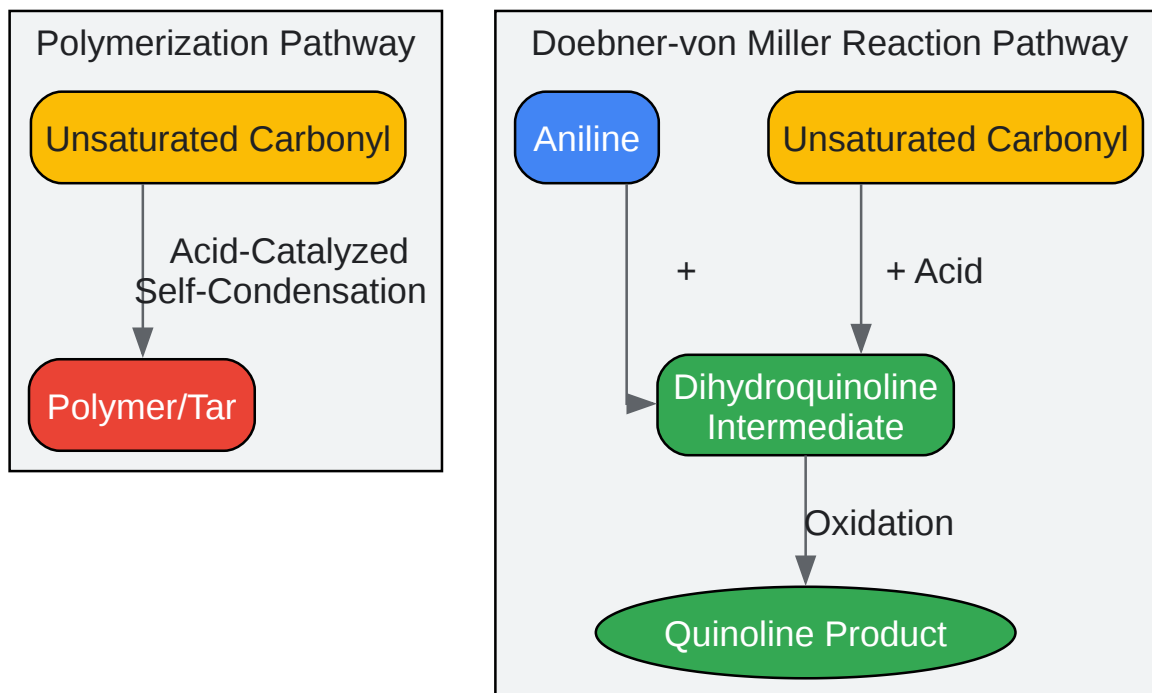 Polymerization Pathway
Unsaturated Carbonyl
Acid-Catalyzed
Self-Condensation
Polymer/Tar
Doebner-von Miller Reaction Pathway
Aniline
Unsaturated Carbonyl
+
+ Acid
Dihydroquinoline
Intermediate
Oxidation
Quinoline Product